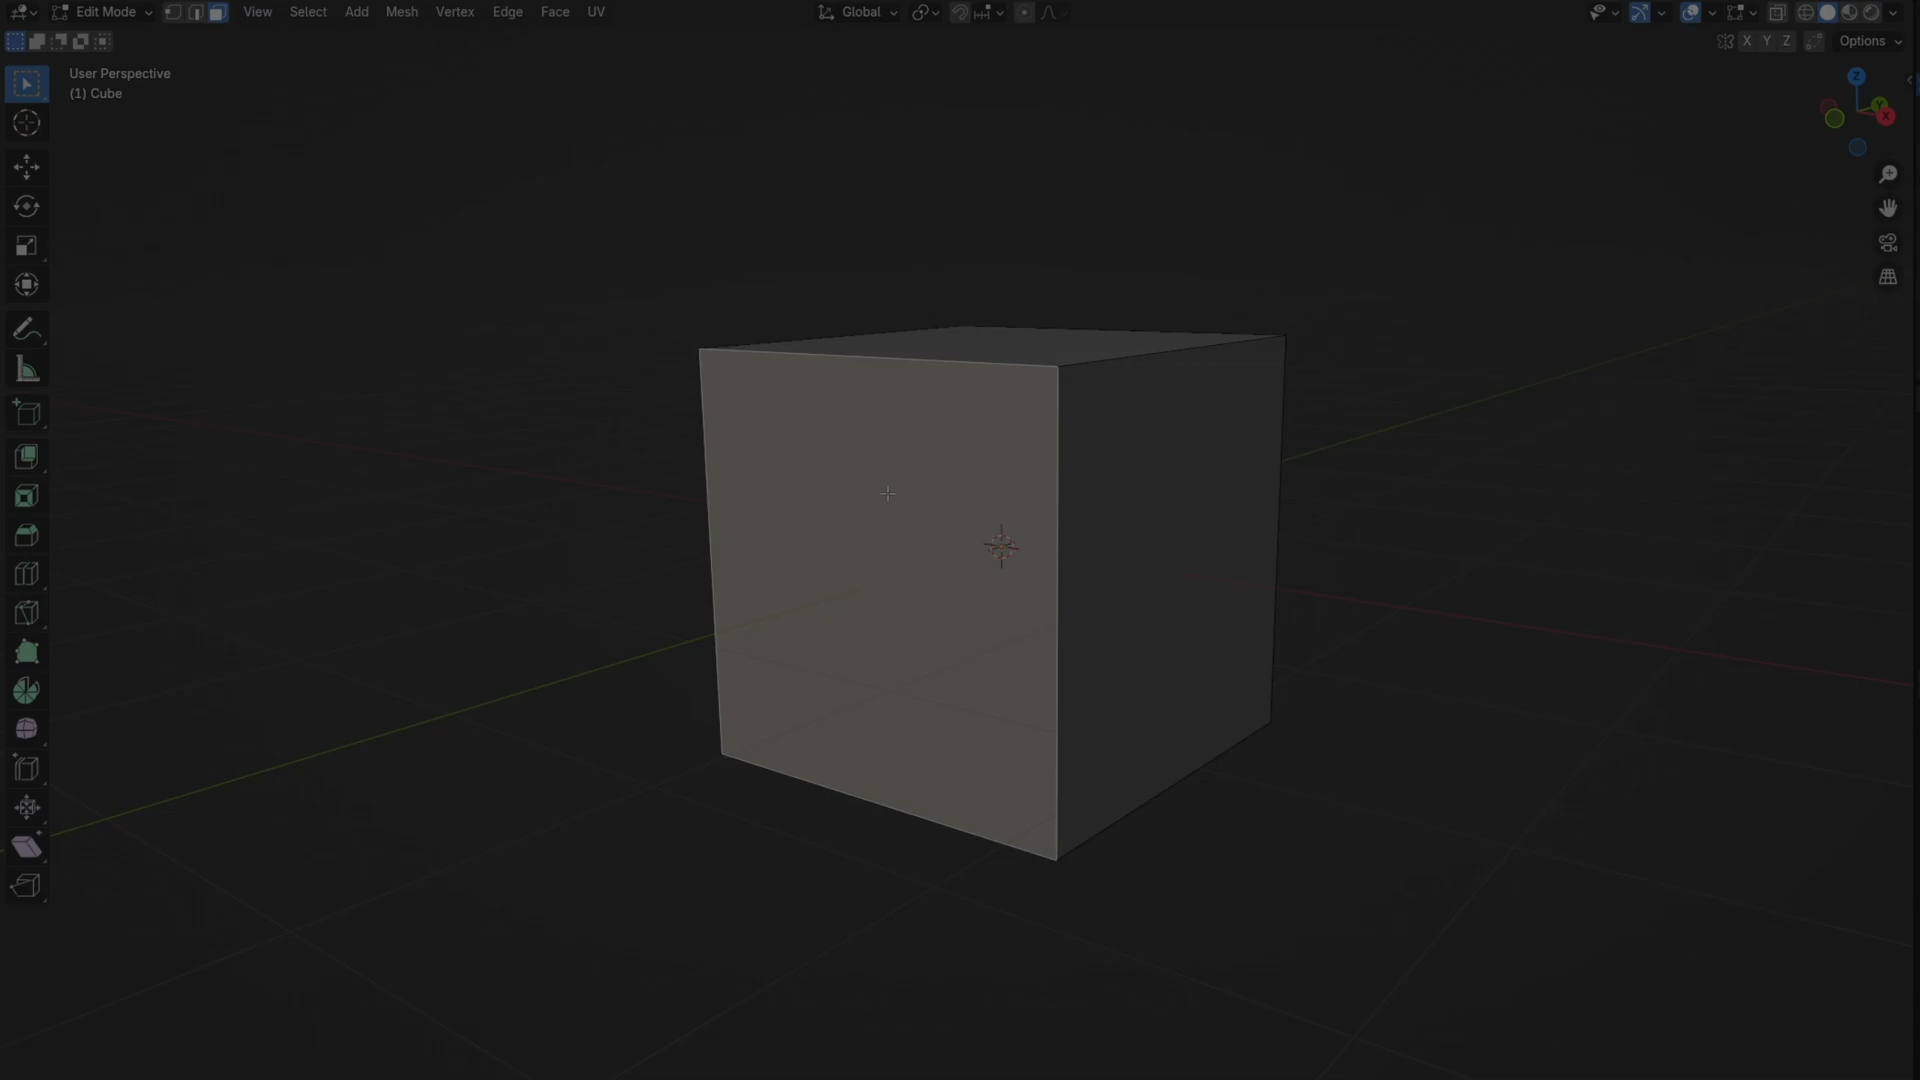 Edit Mode View Select Add Mesh Vertex Edge Face UV Global
X Y Z Options
User Perspective
(1) Cube
Z
Y
X